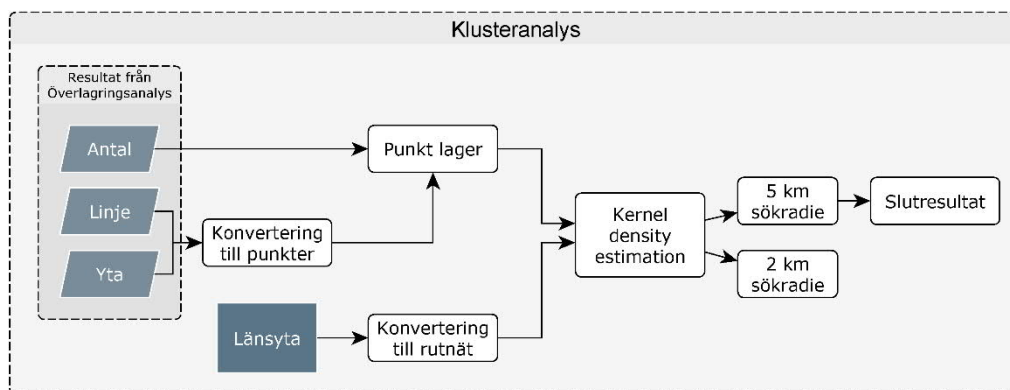 Klusteranalys
Resultat från
Överlagringsanalys
Antal
Linje
Yta
Konvertering
till punkter
Länsyta
Punkt lager
Konvertering
till rutnät
Kernel
density
estimation
5 km
sökradie
2 km
sökradie
Slutresultat